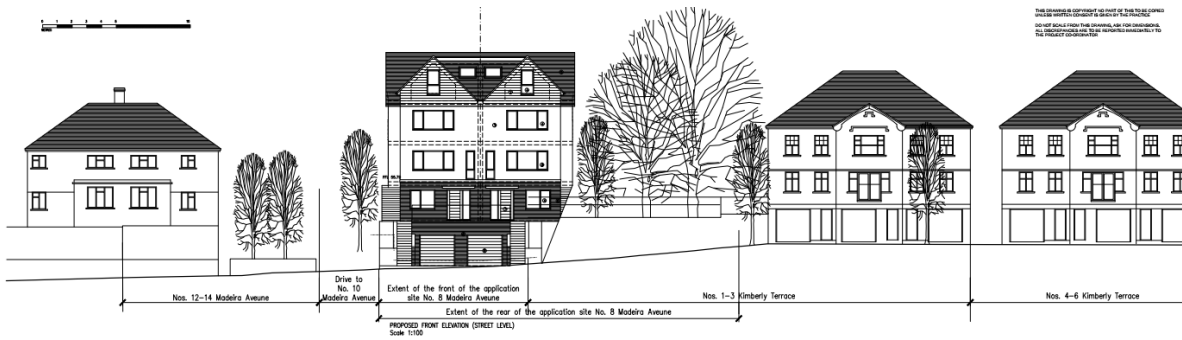 THIS DRAWING IS COPYRIGHT NO PART OF THIS TO BE COPIED
UNLESS WRITTEN CONSENT IS GIVEN BY THE PRACTICE
DO NOT SCALE FROM THIS DRAWING, ASK FOR DIMENSIONS.
ALL DISCREPANCIES ARE TO BE REPORTED IMMEDIATELY TO
THE PROJECT CO-ORDINATOR
Nos. 12-14 Madeira Aveune
Drive to
No. 10
Madeira Avenue
Extent of the front of the application
site No. 8 Madeira Aveune
Nos. 1-3 Kimberly Terrace
Nos. 4-6 Kimberly Terrace
Extent of the rear of the application site No. 8 Madeira Aveune
PROPOSED FRONT ELEVATION (STREET LEVEL)
Scale 1:100